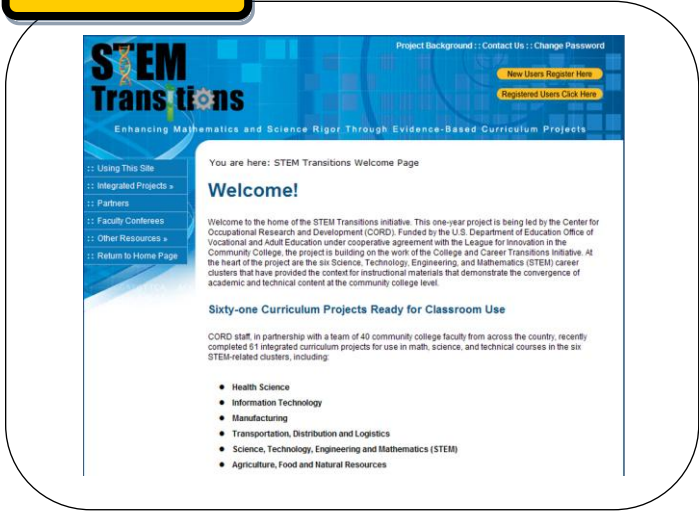 Project Background :: Contact Us :: Change Password
STEM
Transitions
New Users Register Here
Registered Users Click Here
Enhancing Mathematics and Science Rigor Through Evidence-Based Curriculum Projects
:: Using This Site
:: Integrated Projects »
:: Partners
:: Faculty Conferees
:: Other Resources »
:: Return to Home Page
You are here: STEM Transitions Welcome Page
Welcome!
Welcome to the home of the STEM Transitions initiative. This one-year project is being led by the Center for
Occupational Research and Development (CORD). Funded by the U.S. Department of Education Office of
Vocational and Adult Education under cooperative agreement with the League for Innovation in the
Community College, the project is building on the work of the College and Career Transitions Initiative. At
the heart of the project are the six Science, Technology, Engineering, and Mathematics (STEM) career
clusters that have provided the context for instructional materials that demonstrate the convergence of
academic and technical content at the community college level.
Sixty-one Curriculum Projects Ready for Classroom Use
CORD staff, in partnership with a team of 40 community college faculty from across the country, recently
completed 61 integrated curriculum projects for use in math, science, and technical courses in the six
STEM-related clusters, including:
● Health Science
● Information Technology
● Manufacturing
● Transportation, Distribution and Logistics
● Science, Technology, Engineering and Mathematics (STEM)
● Agriculture, Food and Natural Resources